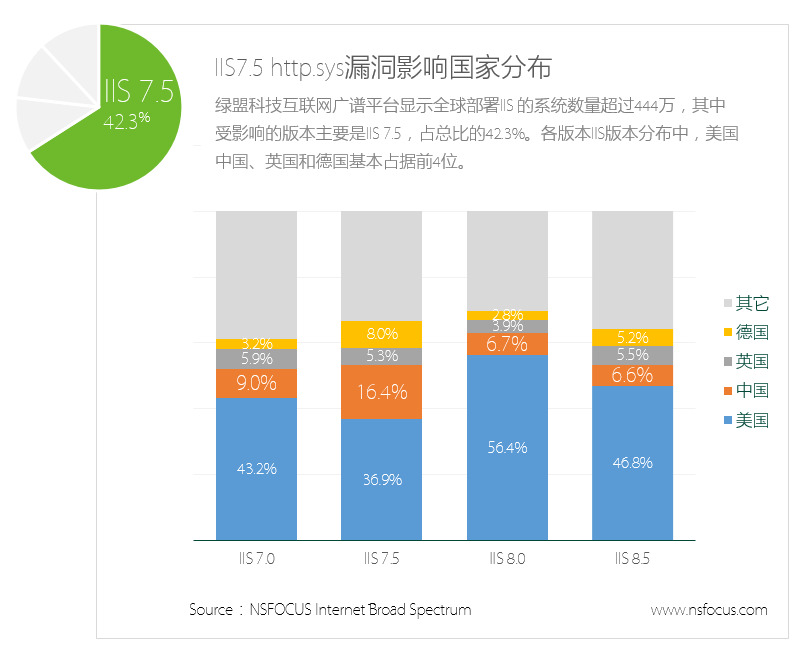 IIS 7.5
42.3%
IIS7.5 http.sys漏洞影响国家分布
绿盟科技互联网广谱平台显示全球部署IIS 的系统数量超过444万，其中
受影响的版本主要是IIS 7.5，占总比的42.3%。各版本IIS版本分布中，美国
中国、英国和德国基本占据前4位。
3.2%
5.9%
9.0%
43.2%
8.0%
5.3%
16.4%
36.9%
2.8%
3.9%
6.7%
56.4%
5.2%
5.5%
6.6%
46.8%
其它
德国
英国
中国
美国
IIS 7.0
IIS 7.5
IIS 8.0
IIS 8.5
Source：NSFOCUS Internet Broad Spectrum
www.nsfocus.com